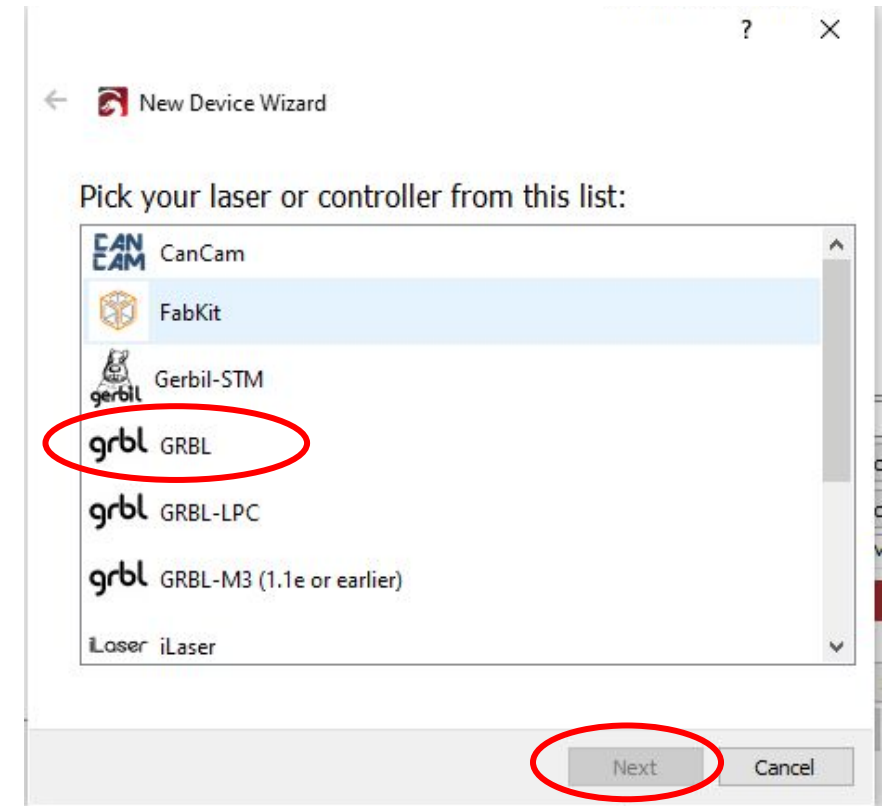 ? ×
← New Device Wizard
Pick your laser or controller from this list:
CAN CAM CanCam
FabKit
gerbil Gerbil-STM
grbl GRBL
grbl GRBL-LPC
grbl GRBL-M3 (1.1e or earlier)
iLaser iLaser
Next Cancel